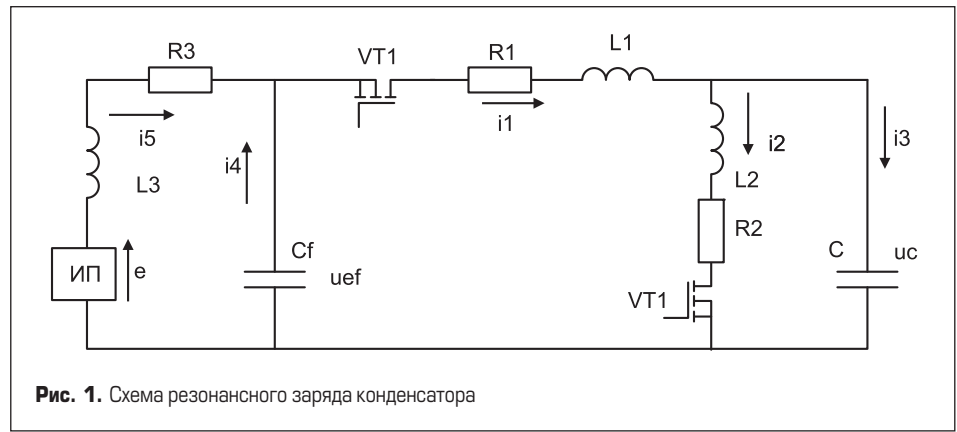 R3
VT1
R1
L1
i5
i1
i4
i2
i3
L3
L2
R2
ИП
e
Cf
uef
C
uc
VT1
Рис. 1. Схема резонансного заряда конденсатора